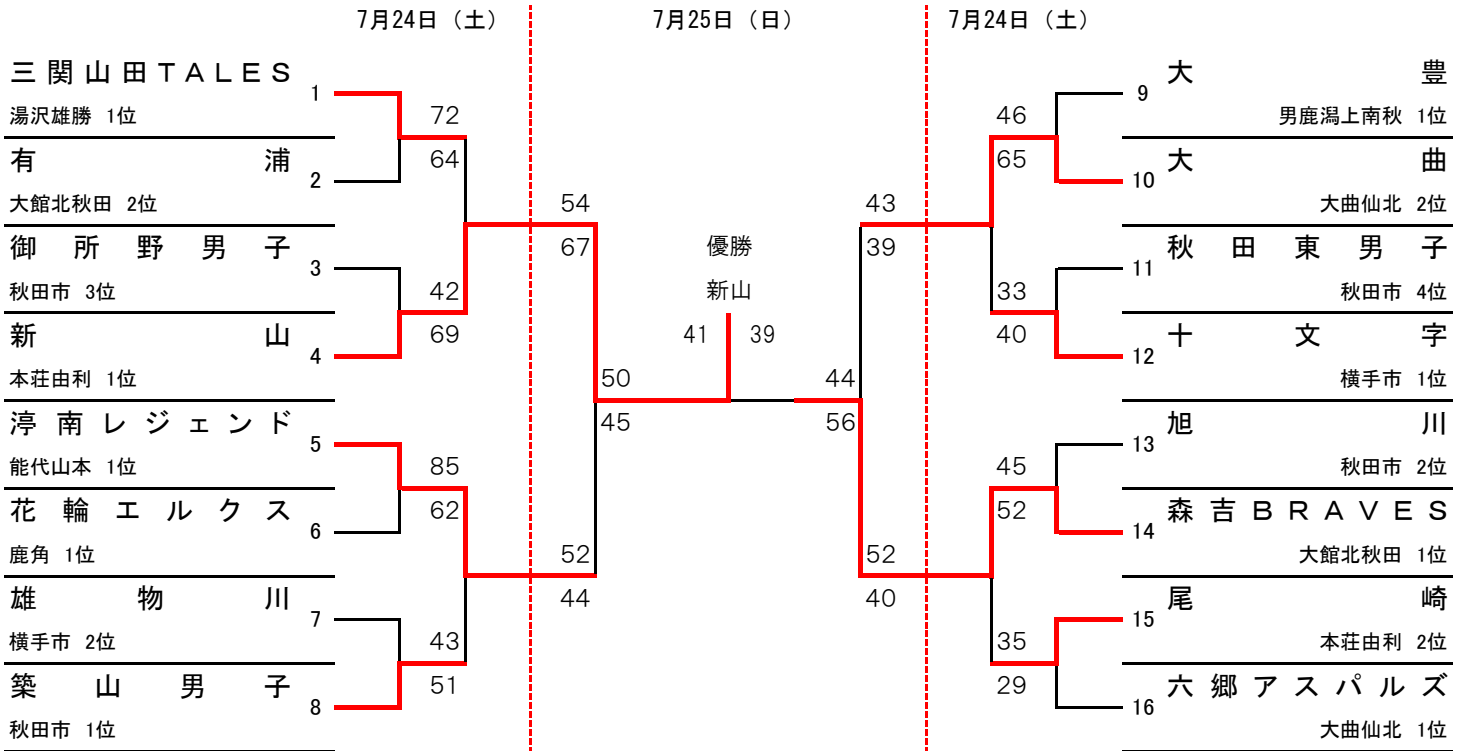 7月24日（土）
7月25日（日）
7月24日（土）
三関山田TALES
1
湯沢雄勝 1位
72
有浦
64
2
大館北秋田 2位
54
御所野男子
67
3
秋田市 3位
42
新山
69
4
本荘由利 1位
50
45
渟南レジェンド
5
能代山本 1位
85
花輪エルクス
62
6
鹿角 1位
52
雄物川
44
7
横手市 2位
43
築山男子
51
8
秋田市 1位
優勝
新山
41 39
大豊
9
男鹿潟上南秋 1位
46
大曲
65
10
大曲仙北 2位
43
秋田東男子
39
11
秋田市 4位
33
十文字
40
12
横手市 1位
44
56
旭川
13
秋田市 2位
45
森吉BRAVES
52
14
大館北秋田 1位
52
尾崎
40
15
本荘由利 2位
35
六郷アスパルズ
29
16
大曲仙北 1位